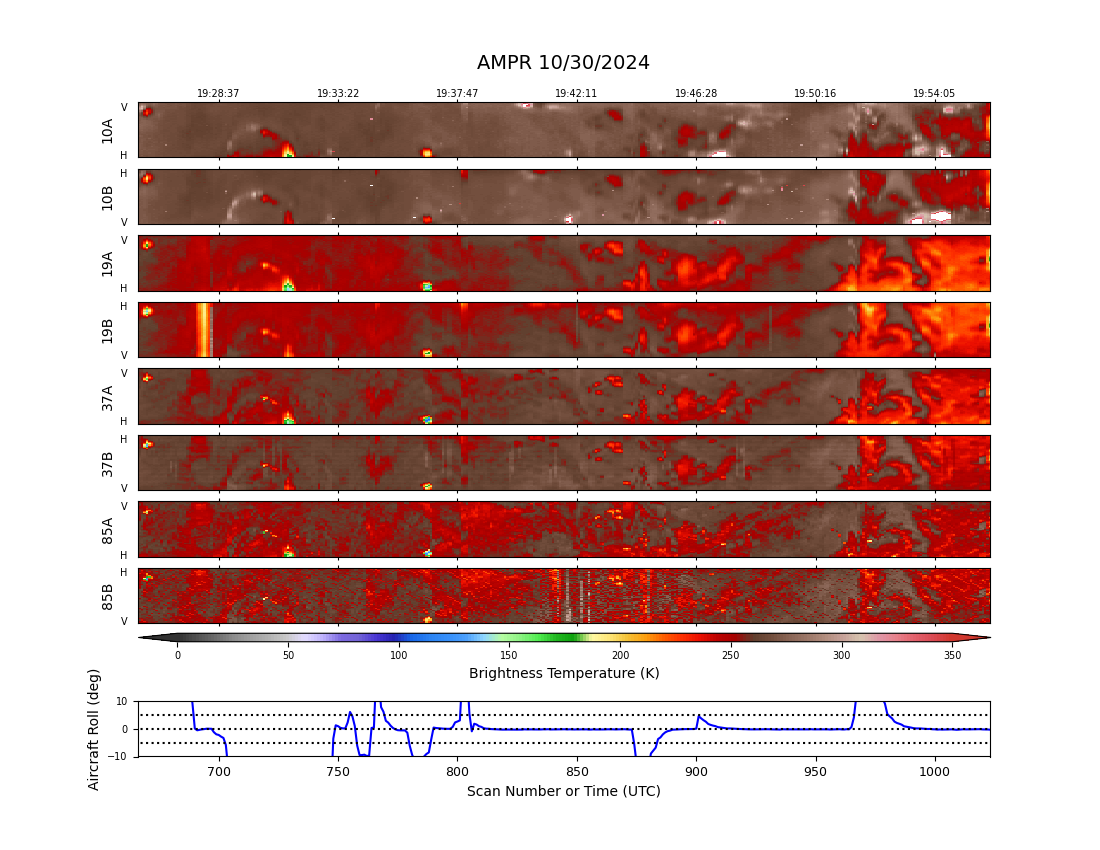 AMPR 10/30/2024
19:28:37 19:33:22 19:37:47 19:42:11 19:46:28 19:50:16 19:54:05
V
10A
H
H
10B
V
V
19A
H
H
19B
V
V
37A
H
H
37B
V
V
85A
H
H
85B
V
0 50 100 150 200 250 300 350
Brightness Temperature (K)
Aircraft Roll (deg)
10
0
−10
700 750 800 850 900 950 1000
Scan Number or Time (UTC)